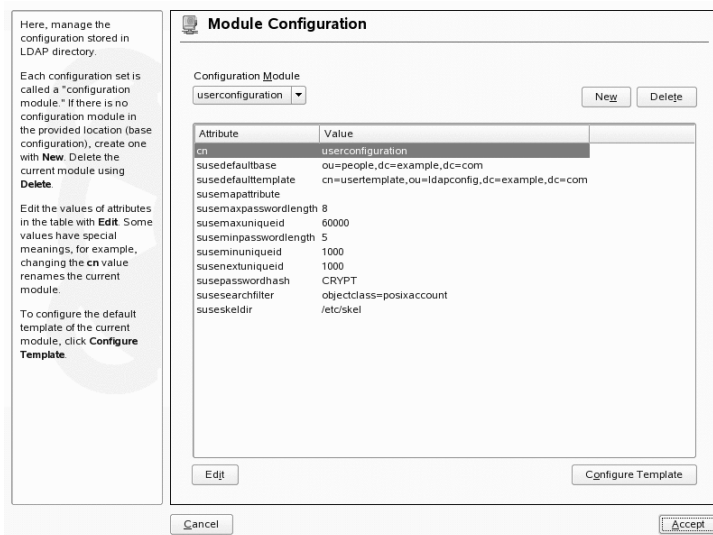 Here, manage the
configuration stored in
LDAP directory.
Each configuration set is
called a "configuration
module." If there is no
configuration module in
the provided location (base
configuration), create one
with New. Delete the
current module using
Delete.
Edit the values of attributes
in the table with Edit. Some
values have special
meanings, for example,
changing the cn value
renames the current
module.
To configure the default
template of the current
module, click Configure
Template.
Module Configuration
Configuration Module
userconfiguration
New Delete
Attribute Value
cn userconfiguration
susedefaultbase ou=people,dc=example,dc=com
susedefaulttemplate cn=usertemplate,ou=ldapconfig,dc=example,dc=com
susemapattribute
susemaxpasswordlength 8
susemaxuniqueid 60000
suseminpasswordlength 5
suseminuniqueid 1000
susenextuniqueid 1000
susepasswordhash CRYPT
susesearchfilter objectclass=posixaccount
suseskeldir /etc/skel
Edit Configure Template
Cancel Accept